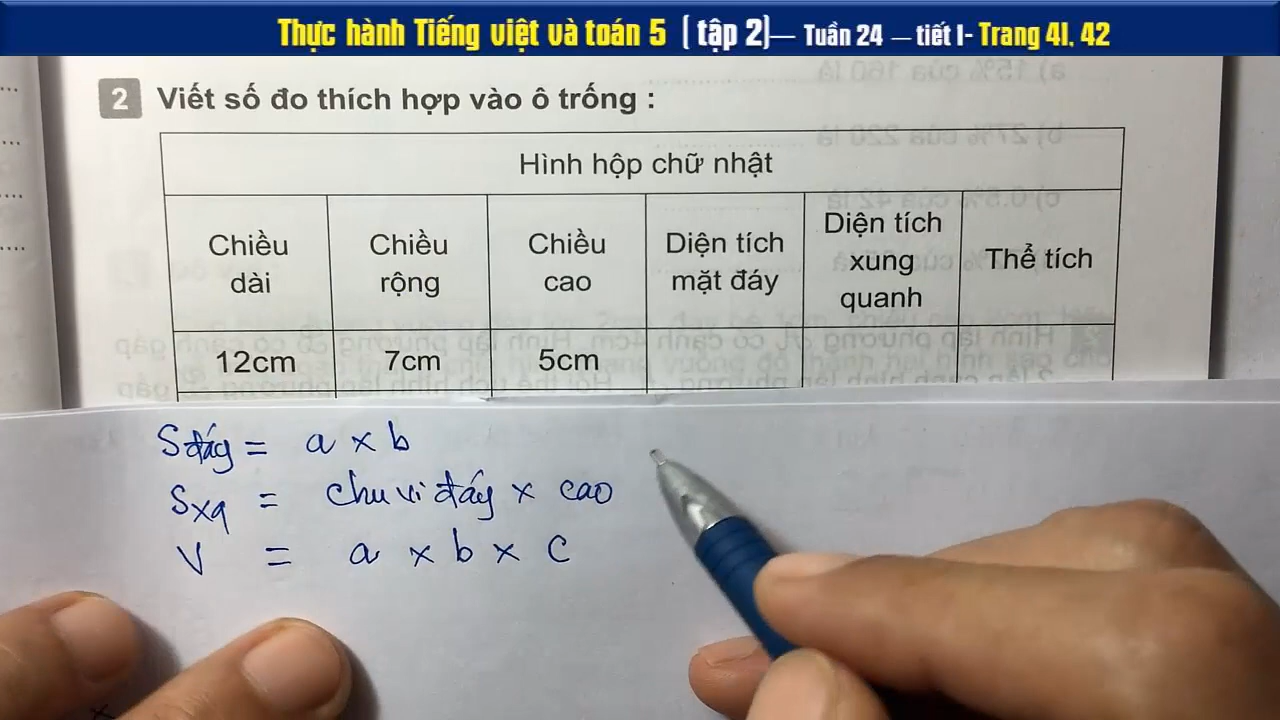 Thực hành Tiếng việt và toán 5 ( tập 2)— Tuần 24 — tiết 1- Trang 41, 42
2 Viết số đo thích hợp vào ô trống :
Hình hộp chữ nhật
Chiều dài
Chiều rộng
Chiều cao
Diện tích mặt đáy
Diện tích xung quanh
Thể tích
12cm 7cm 5cm
Sđáy = a x b
Sxq = chu vi đáy x cao
V = a x b x c